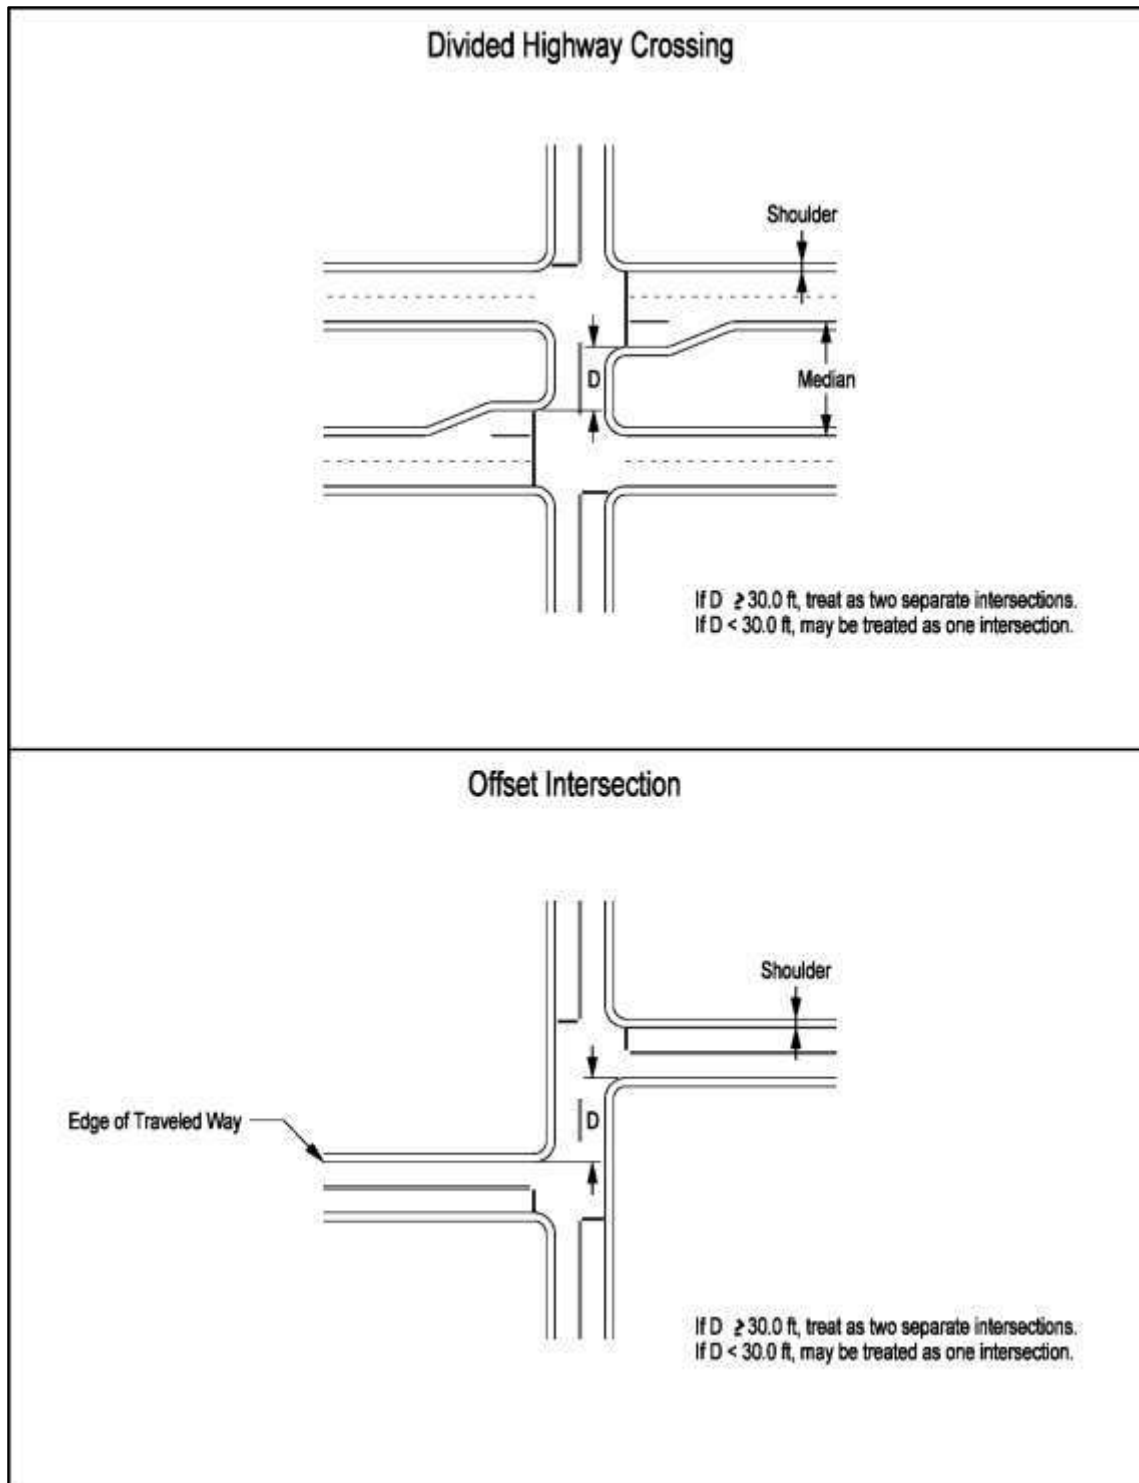 Divided Highway Crossing
Shoulder
D
Median
If D ≥ 30.0 ft, treat as two separate intersections.
If D < 30.0 ft, may be treated as one intersection.
Offset Intersection
Shoulder
Edge of Traveled Way
D
If D ≥ 30.0 ft, treat as two separate intersections.
If D < 30.0 ft, may be treated as one intersection.